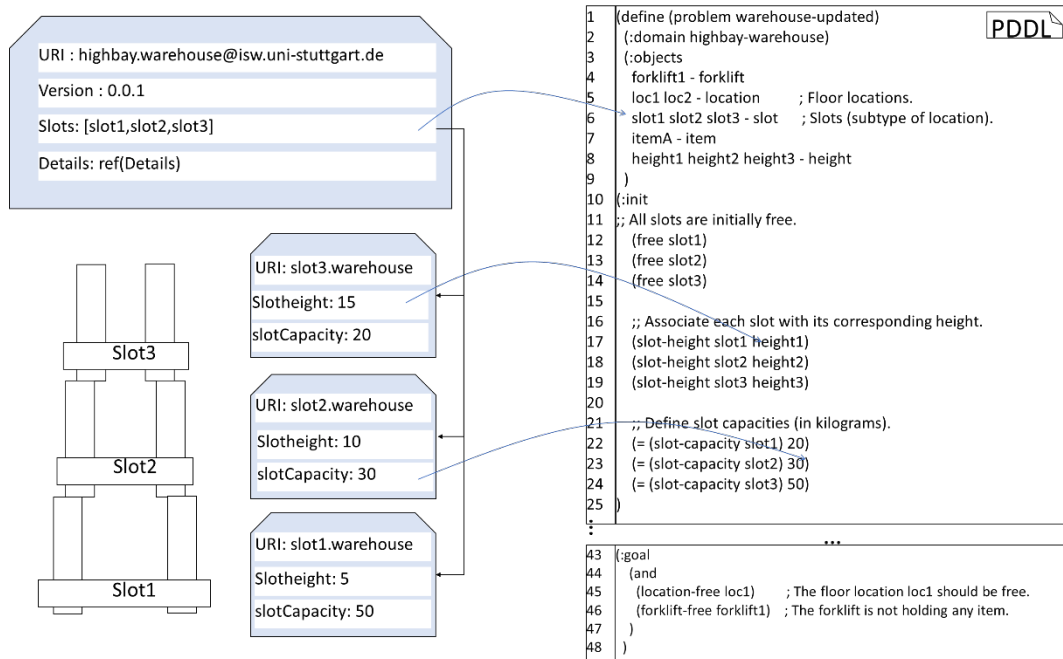 URI : highbay.warehouse@isw.uni-stuttgart.de
Version : 0.0.1
Slots: [slot1,slot2,slot3]
Details: ref(Details)
URI: slot3.warehouse
Slotheight: 15
slotCapacity: 20
URI: slot2.warehouse
Slotheight: 10
slotCapacity: 30
URI: slot1.warehouse
Slotheight: 5
slotCapacity: 50
Slot3
Slot2
Slot1
PDDL
1 (define (problem warehouse-updated)
2 (:domain highbay-warehouse)
3 (:objects
4 forklift1 - forklift
5 loc1 loc2 - location ; Floor locations.
6 slot1 slot2 slot3 - slot ; Slots (subtype of location).
7 itemA - item
8 height1 height2 height3 - height
9 )
10 (:init
11 ;; All slots are initially free.
12 (free slot1)
13 (free slot2)
14 (free slot3)
15
16 ;; Associate each slot with its corresponding height.
17 (slot-height slot1 height1)
18 (slot-height slot2 height2)
19 (slot-height slot3 height3)
20
21 ;; Define slot capacities (in kilograms).
22 (= (slot-capacity slot1) 20)
23 (= (slot-capacity slot2) 30)
24 (= (slot-capacity slot3) 50)
25 )
...
43 (:goal
44 (and
45 (location-free loc1) ; The floor location loc1 should be free.
46 (forklift-free forklift1) ; The forklift is not holding any item.
47 )
48 )